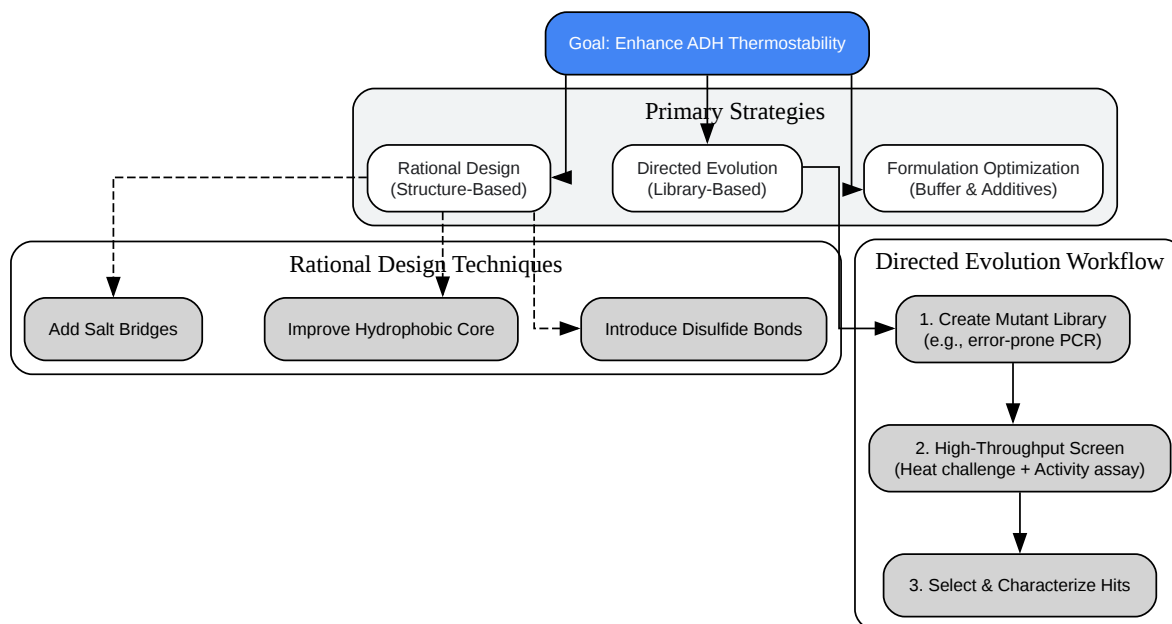 Goal: Enhance ADH Thermostability
Primary Strategies
Rational Design
(Structure-Based)
Directed Evolution
(Library-Based)
Formulation Optimization
(Buffer & Additives)
Rational Design Techniques
Add Salt Bridges
Improve Hydrophobic Core
Introduce Disulfide Bonds
Directed Evolution Workflow
1. Create Mutant Library
(e.g., error-prone PCR)
2. High-Throughput Screen
(Heat challenge + Activity assay)
3. Select & Characterize Hits